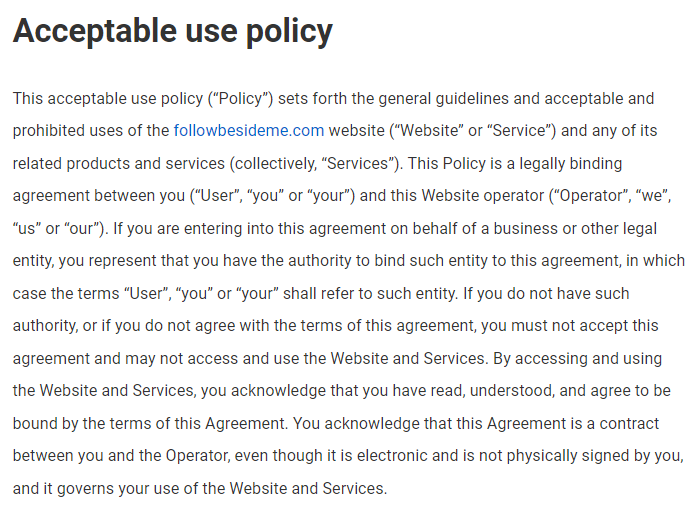 Acceptable use policy
This acceptable use policy (“Policy”) sets forth the general guidelines and acceptable and
prohibited uses of the followbesideme.com website (“Website” or “Service”) and any of its
related products and services (collectively, “Services”). This Policy is a legally binding
agreement between you (“User”, “you” or “your”) and this Website operator (“Operator”, “we”,
“us” or “our”). If you are entering into this agreement on behalf of a business or other legal
entity, you represent that you have the authority to bind such entity to this agreement, in which
case the terms “User”, “you” or “your” shall refer to such entity. If you do not have such
authority, or if you do not agree with the terms of this agreement, you must not accept this
agreement and may not access and use the Website and Services. By accessing and using
the Website and Services, you acknowledge that you have read, understood, and agree to be
bound by the terms of this Agreement. You acknowledge that this Agreement is a contract
between you and the Operator, even though it is electronic and is not physically signed by you,
and it governs your use of the Website and Services.